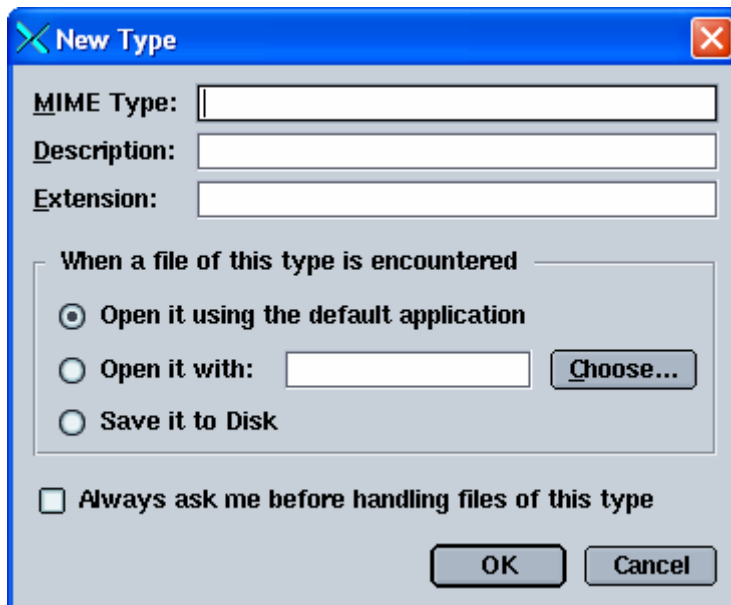 New Type
MIME Type:
Description:
Extension:
When a file of this type is encountered
Open it using the default application
Open it with: Choose...
Save it to Disk
Always ask me before handling files of this type
OK Cancel